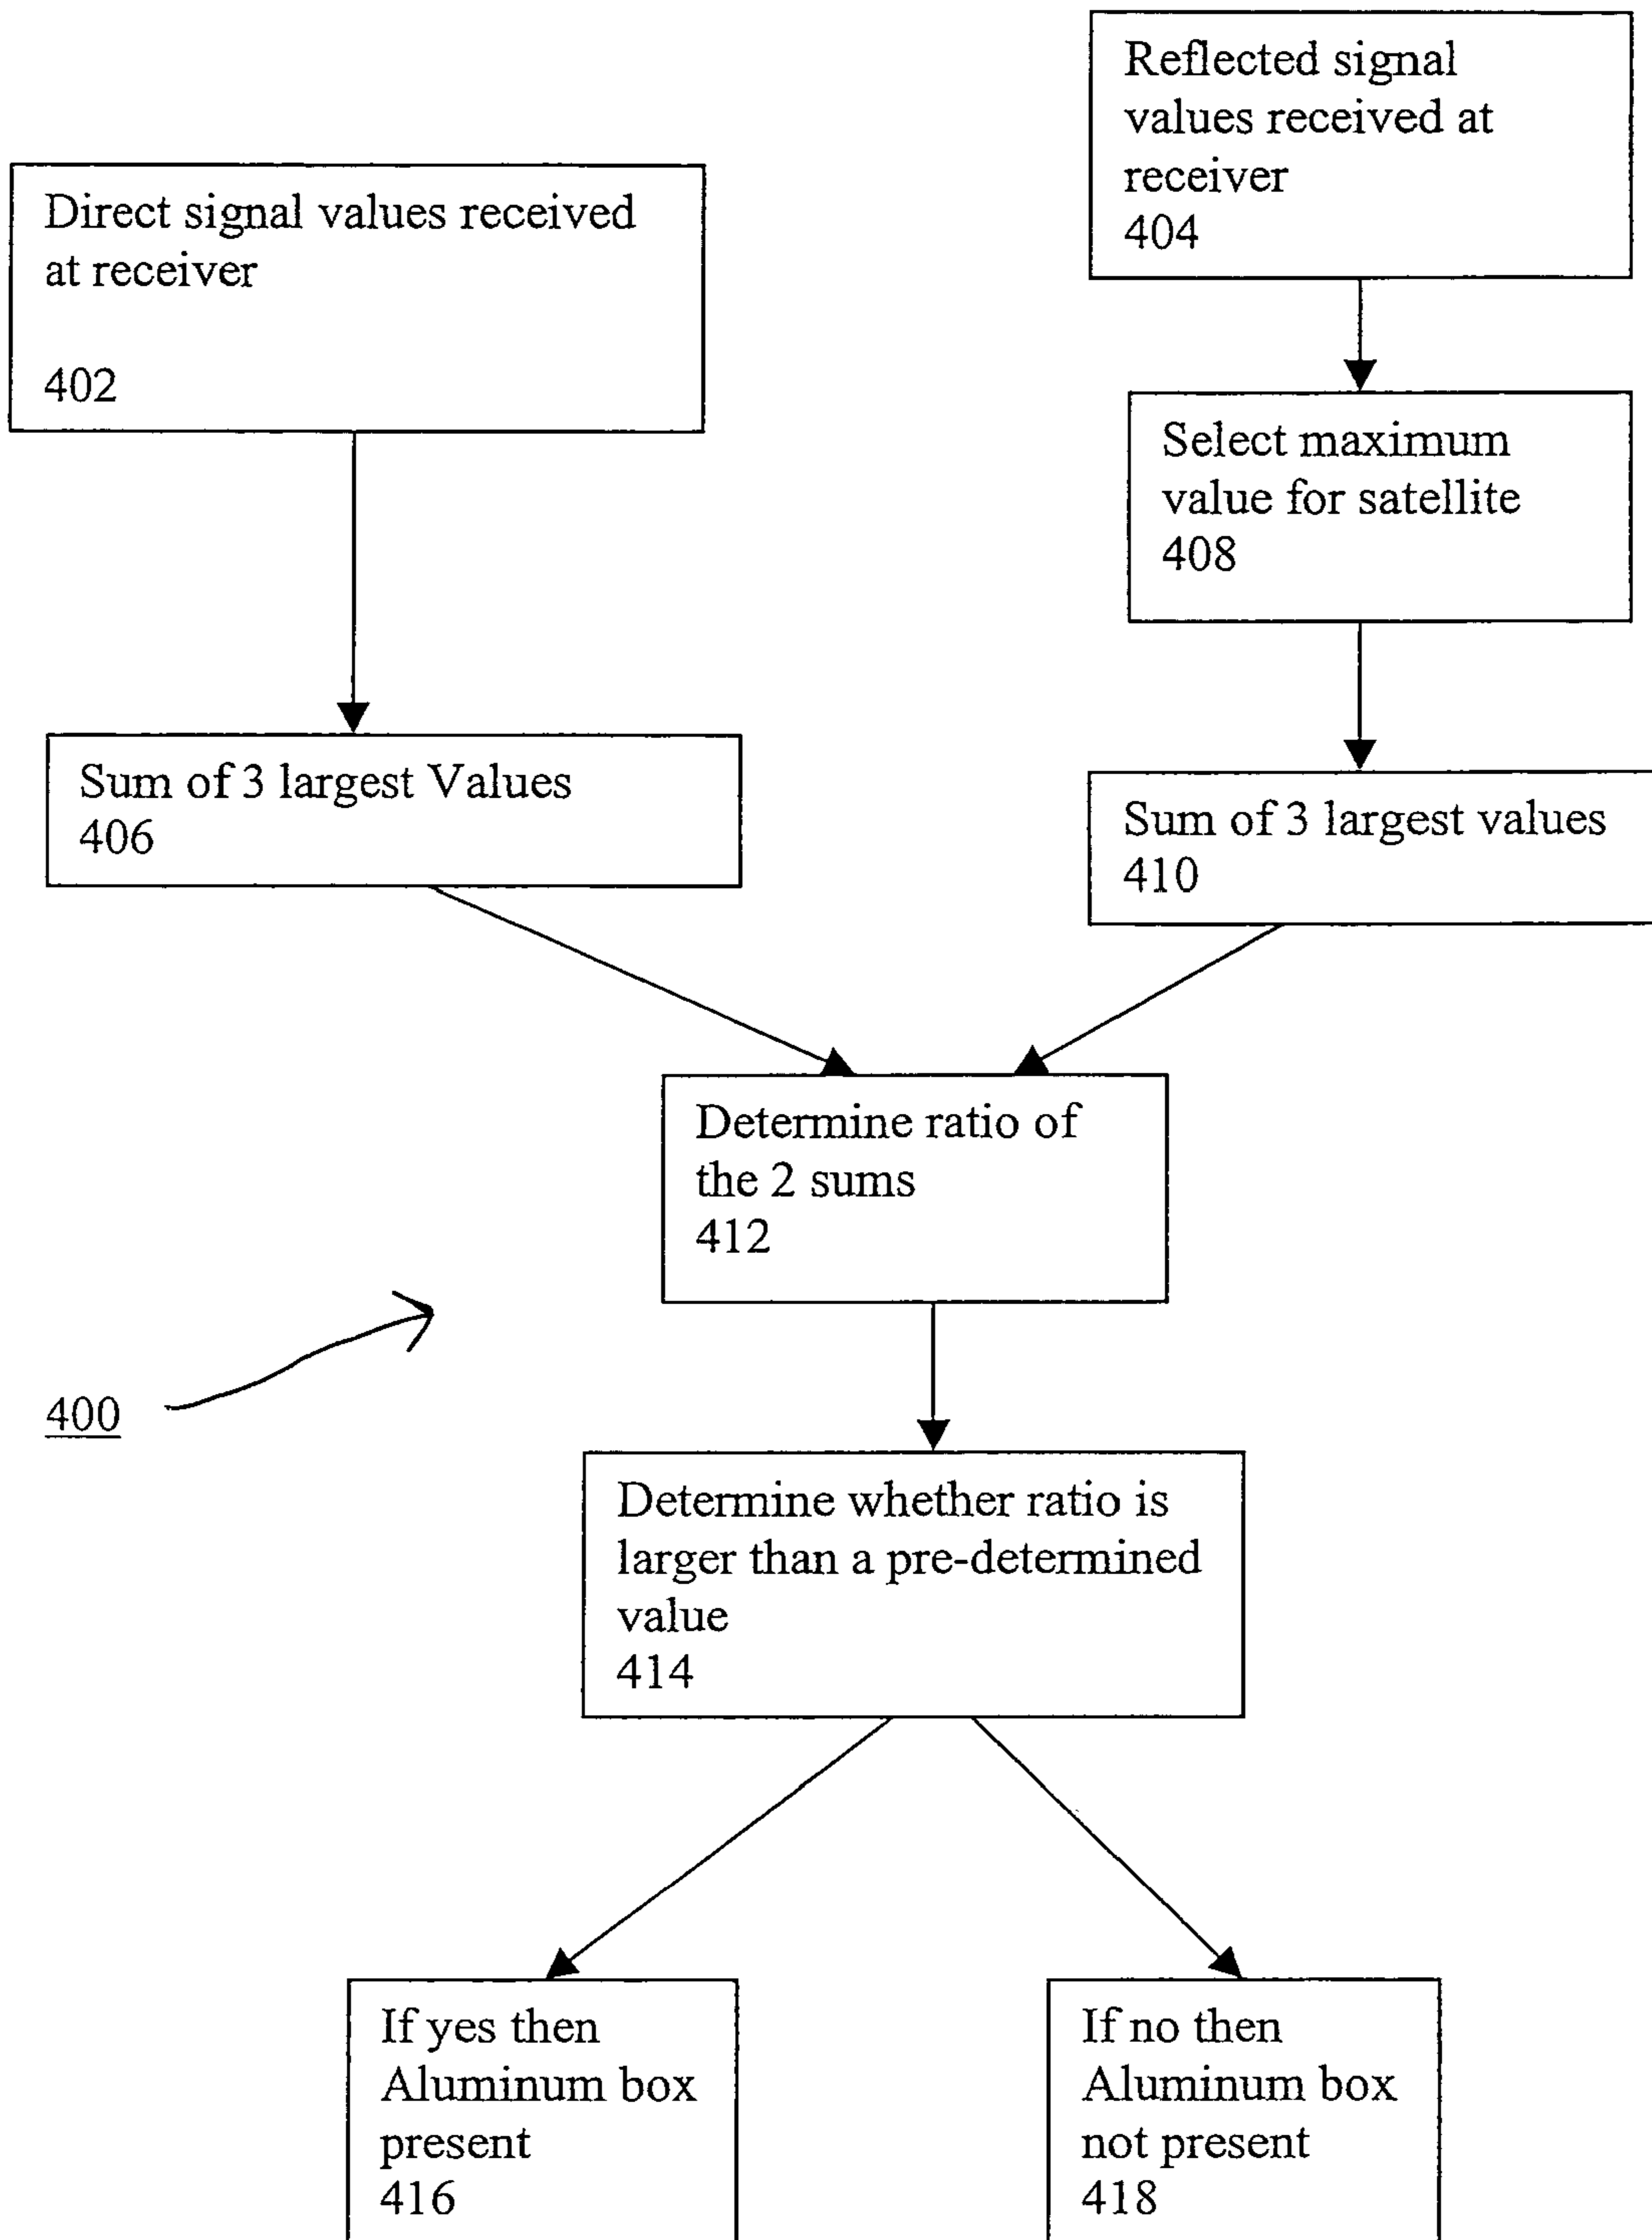 Direct signal values received
at receiver
402
Reflected signal
values received at
receiver
404
Select maximum
value for satellite
408
Sum of 3 largest Values
406
Sum of 3 largest values
410
Determine ratio of
the 2 sums
412
400
Determine whether ratio is
larger than a pre-determined
value
414
If yes then
Aluminum box
present
416
If no then
Aluminum box
not present
418